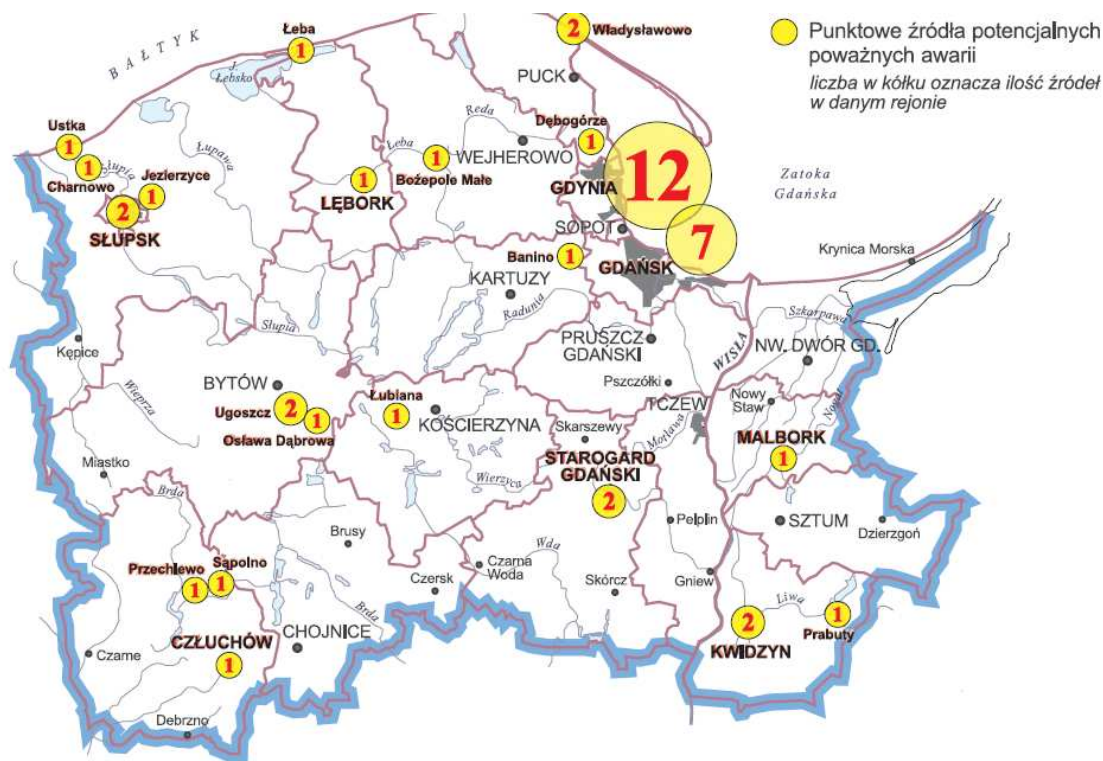 Łeba
1
2
Władysławowo
Punktowe źródła potencjalnych
poważnych awarii
liczba w kółku oznacza ilość źródeł
w danym rejonie
BAŁTYK
J.
Łebsko
PUCK
Reda
Dębogórze
1
Ustka
1
Łupawa
Łeba
1
WEJHEROWO
12
Zatoka
Gdańska
1
Słupia
Jezierzyce
Charnowo
1
1
Bożepole Małe
GDYNIA
LĘBORK
2
SŁUPSK
SOPOT
7
Banino
1
GDAŃSK
Krynica Morska
KARTUZY
Radunia
Słupia
Szkarpawa
Kępice
PRUSZCZ
GDAŃSKI
WISŁA
NW. DWÓR GD.
Wieprza
BYTÓW
Pszczółki
Ugoszcz
2
1
Osława Dąbrowa
Łubiana
1
KOŚCIERZYNA
TCZEW
Nowy
Staw
Nogat
Skarszewy
Motława
MALBORK
1
STAROGARD
GDAŃSKI
2
Miastko
Brda
Wierzyca
Pelplin
SZTUM
Dzierzgoń
Brusy
Wda
Czarna
Woda
Przechlewo
Sąpolno
1
1
Czersk
Skórcz
Gniew
Liwa
1
Prabuty
2
KWIDZYN
Brda
CZŁUCHÓW
CHOJNICE
Czarne
1
Debrzno